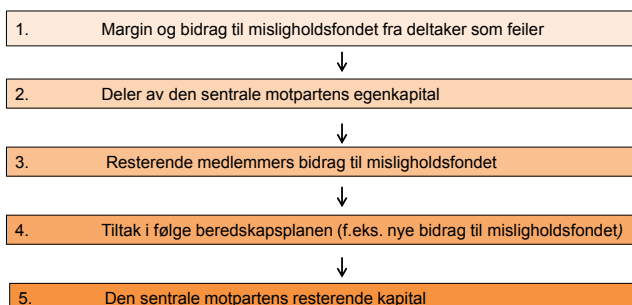 1. Margin og bidrag til misligholdsfondet fra deltaker som feiler
2. Deler av den sentrale motpartens egenkapital
3. Resterende medlemmers bidrag til misligholdsfondet
4. Tiltak i følge beredskapsplanen (f.eks. nye bidrag til misligholdsfondet)
5. Den sentrale motpartens resterende kapital